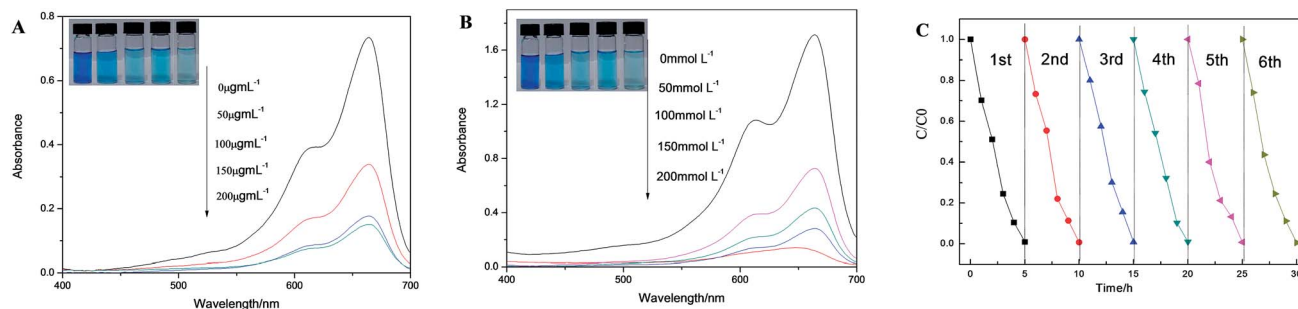 A
0μgmL-1
50μgmL-1
100μgmL-1
150μgmL-1
200μgmL-1
Absorbance
0.8
0.6
0.4
0.2
0.0
400
500
600
700
Wavelength/nm
B
0mmol L-1
50mmol L-1
100mmol L-1
150mmol L-1
200mmol L-1
Absorbance
1.6
1.2
0.8
0.4
0.0
400
500
600
700
Wavelength/nm
C
1st 2nd 3rd 4th 5th 6th
C/C0
1.0
0.8
0.6
0.4
0.2
0.0
0 5 10 15 20 25 30
Time/h